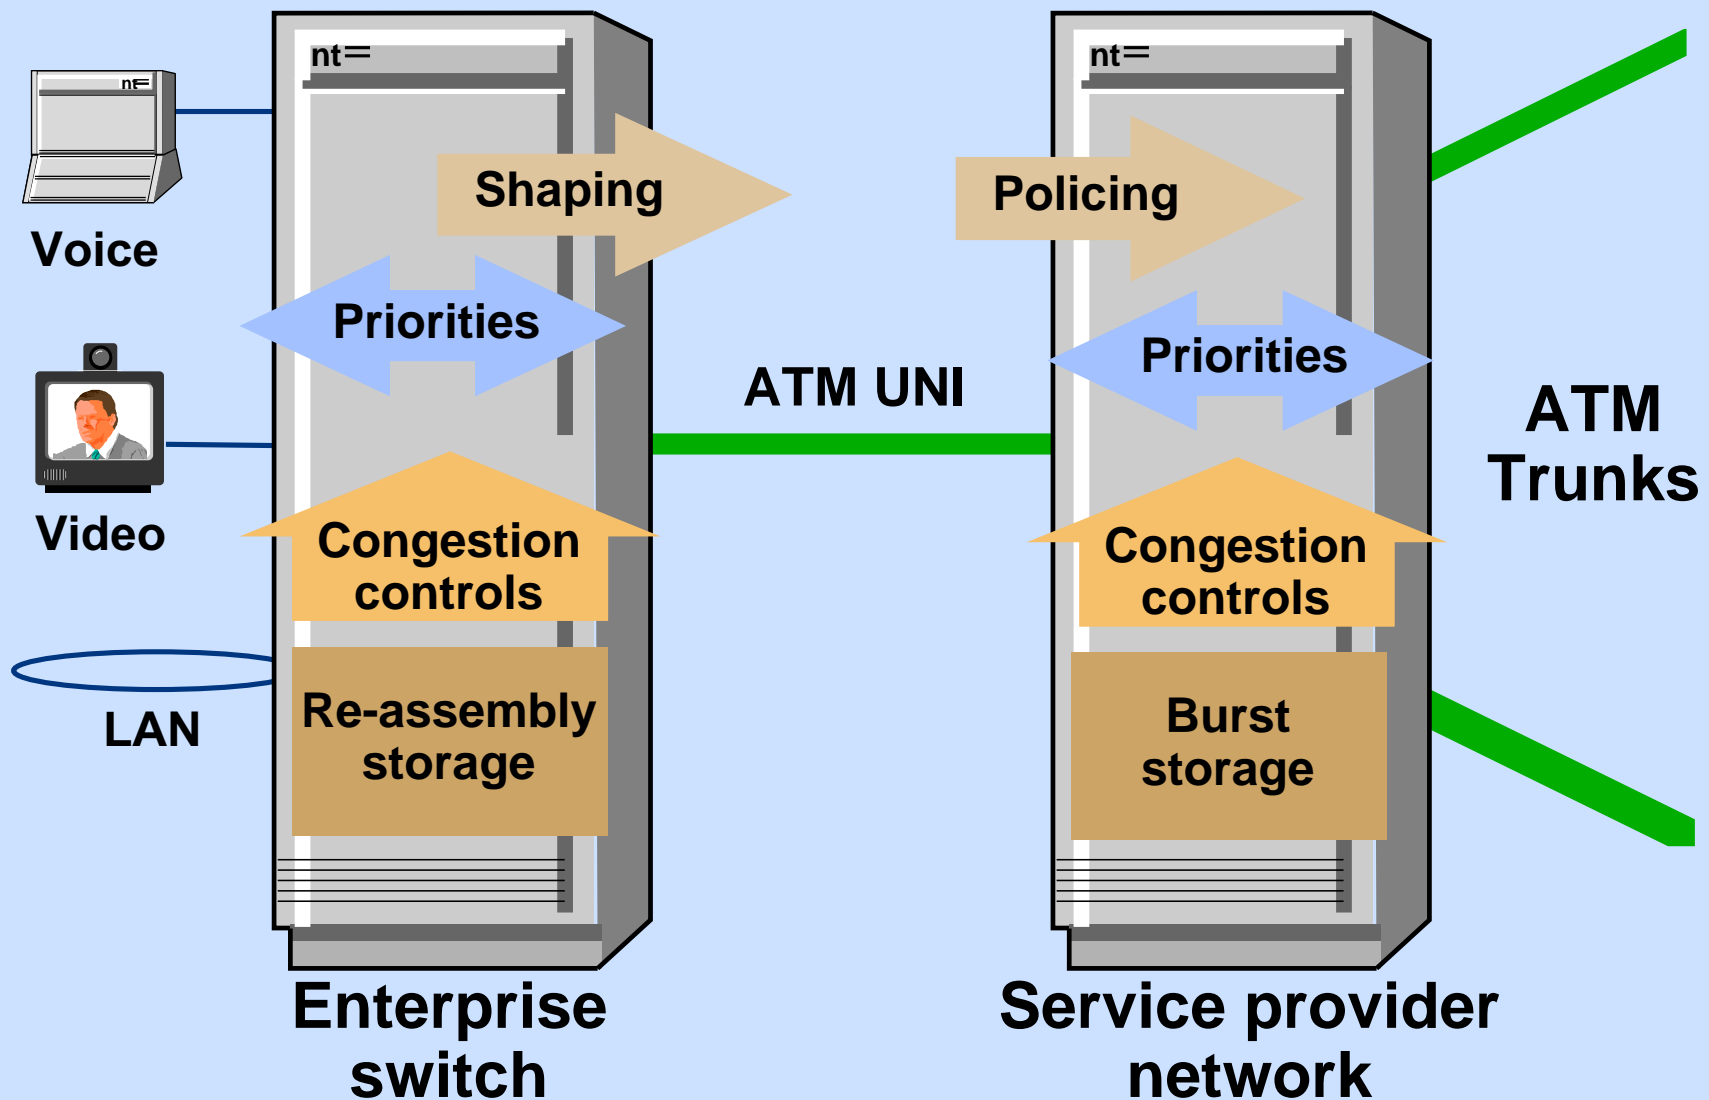 nt
nt
nt
Voice
Shaping
Policing
Priorities
Priorities
ATM UNI
ATM
Trunks
Video
Congestion
controls
Congestion
controls
LAN
Re-assembly
storage
Burst
storage
Enterprise
switch
Service provider
network